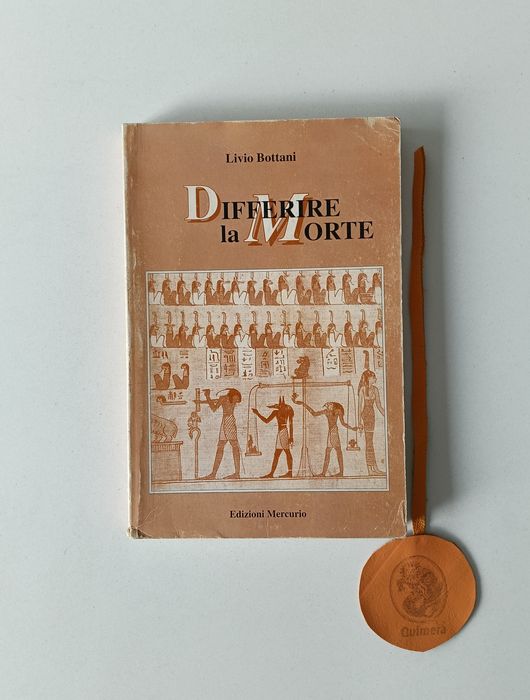 Livio Bottani
DIFFERIRE
la MORTE
Edizioni Mercurio
Quimera